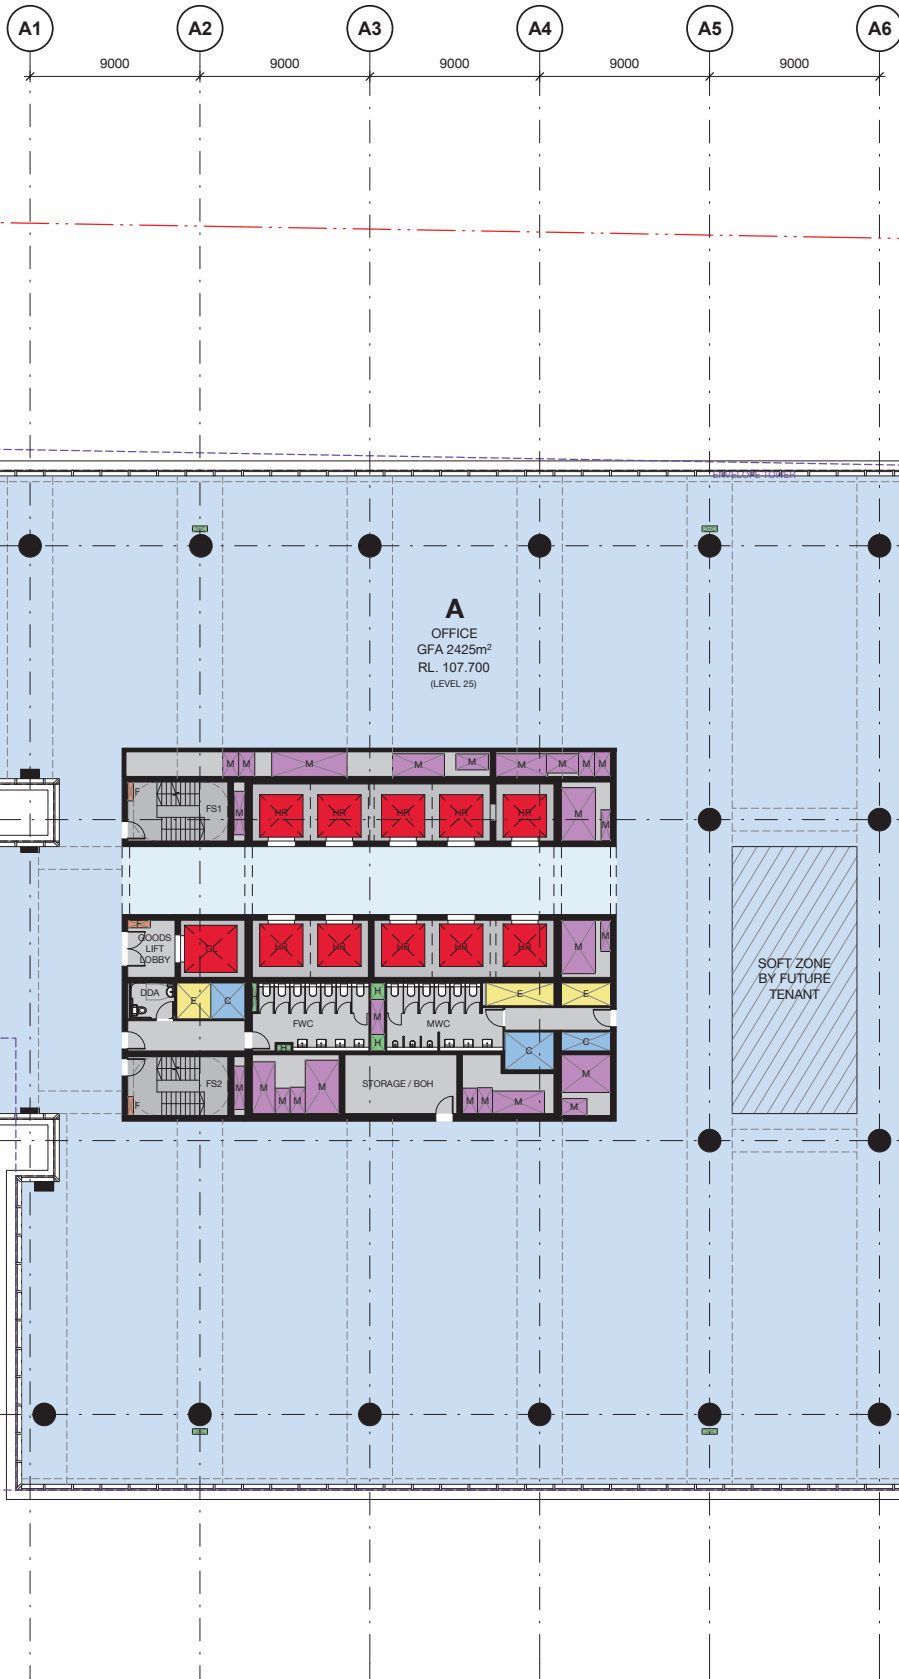 A1 A2 A3 A4 A5 A6
9000 9000 9000 9000 9000
ENVELOPE TOWER
A
OFFICE
GFA 2425m²
RL. 107.700
(LEVEL 25)
M M M M M M M M M
F FS1 M HR HR HR HR HR M M
F
GOODS
LIFT
LOBBY
GL HR HR HR HR HR M M
SOFT ZONE
BY FUTURE
TENANT
DDA E C H H E E
FWC M MWC
H H C C
F FS2 M M M M M STORAGE / BOH M M M M M